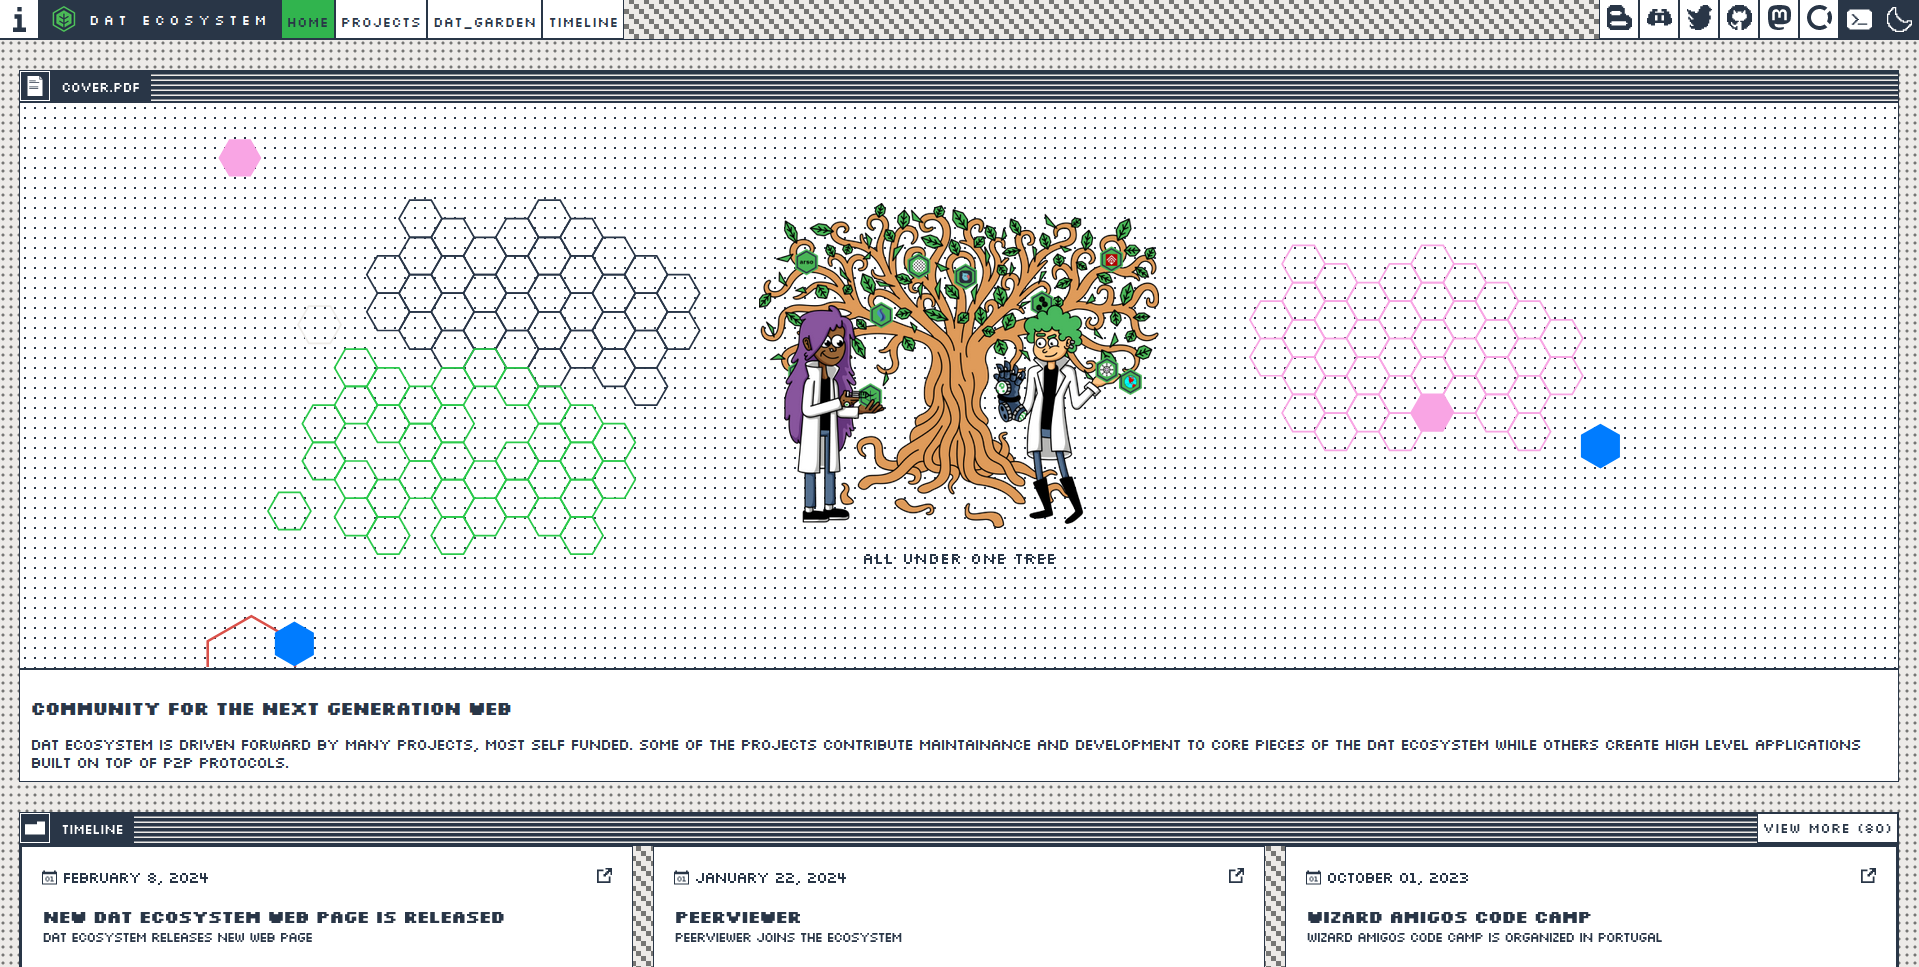 i
DAT ECOSYSTEM
HOME
PROJECTS
DAT_GARDEN
TIMELINE
COVER.PDF
arso
ALL UNDER ONE TREE
COMMUNITY FOR THE NEXT GENERATION WEB
DAT ECOSYSTEM IS DRIVEN FORWARD BY MANY PROJECTS, MOST SELF FUNDED. SOME OF THE PROJECTS CONTRIBUTE MAINTAINANCE AND DEVELOPMENT TO CORE PIECES OF THE DAT ECOSYSTEM WHILE OTHERS CREATE HIGH LEVEL APPLICATIONS
BUILT ON TOP OF P2P PROTOCOLS.
TIMELINE
VIEW MORE (80)
01 FEBRUARY 8, 2024
NEW DAT ECOSYSTEM WEB PAGE IS RELEASED
DAT ECOSYSTEM RELEASES NEW WEB PAGE
01 JANUARY 22, 2024
PEERVIEWER
PEERVIEWER JOINS THE ECOSYSTEM
01 OCTOBER 01, 2023
WIZARD AMIGOS CODE CAMP
WIZARD AMIGOS CODE CAMP IS ORGANIZED IN PORTUGAL